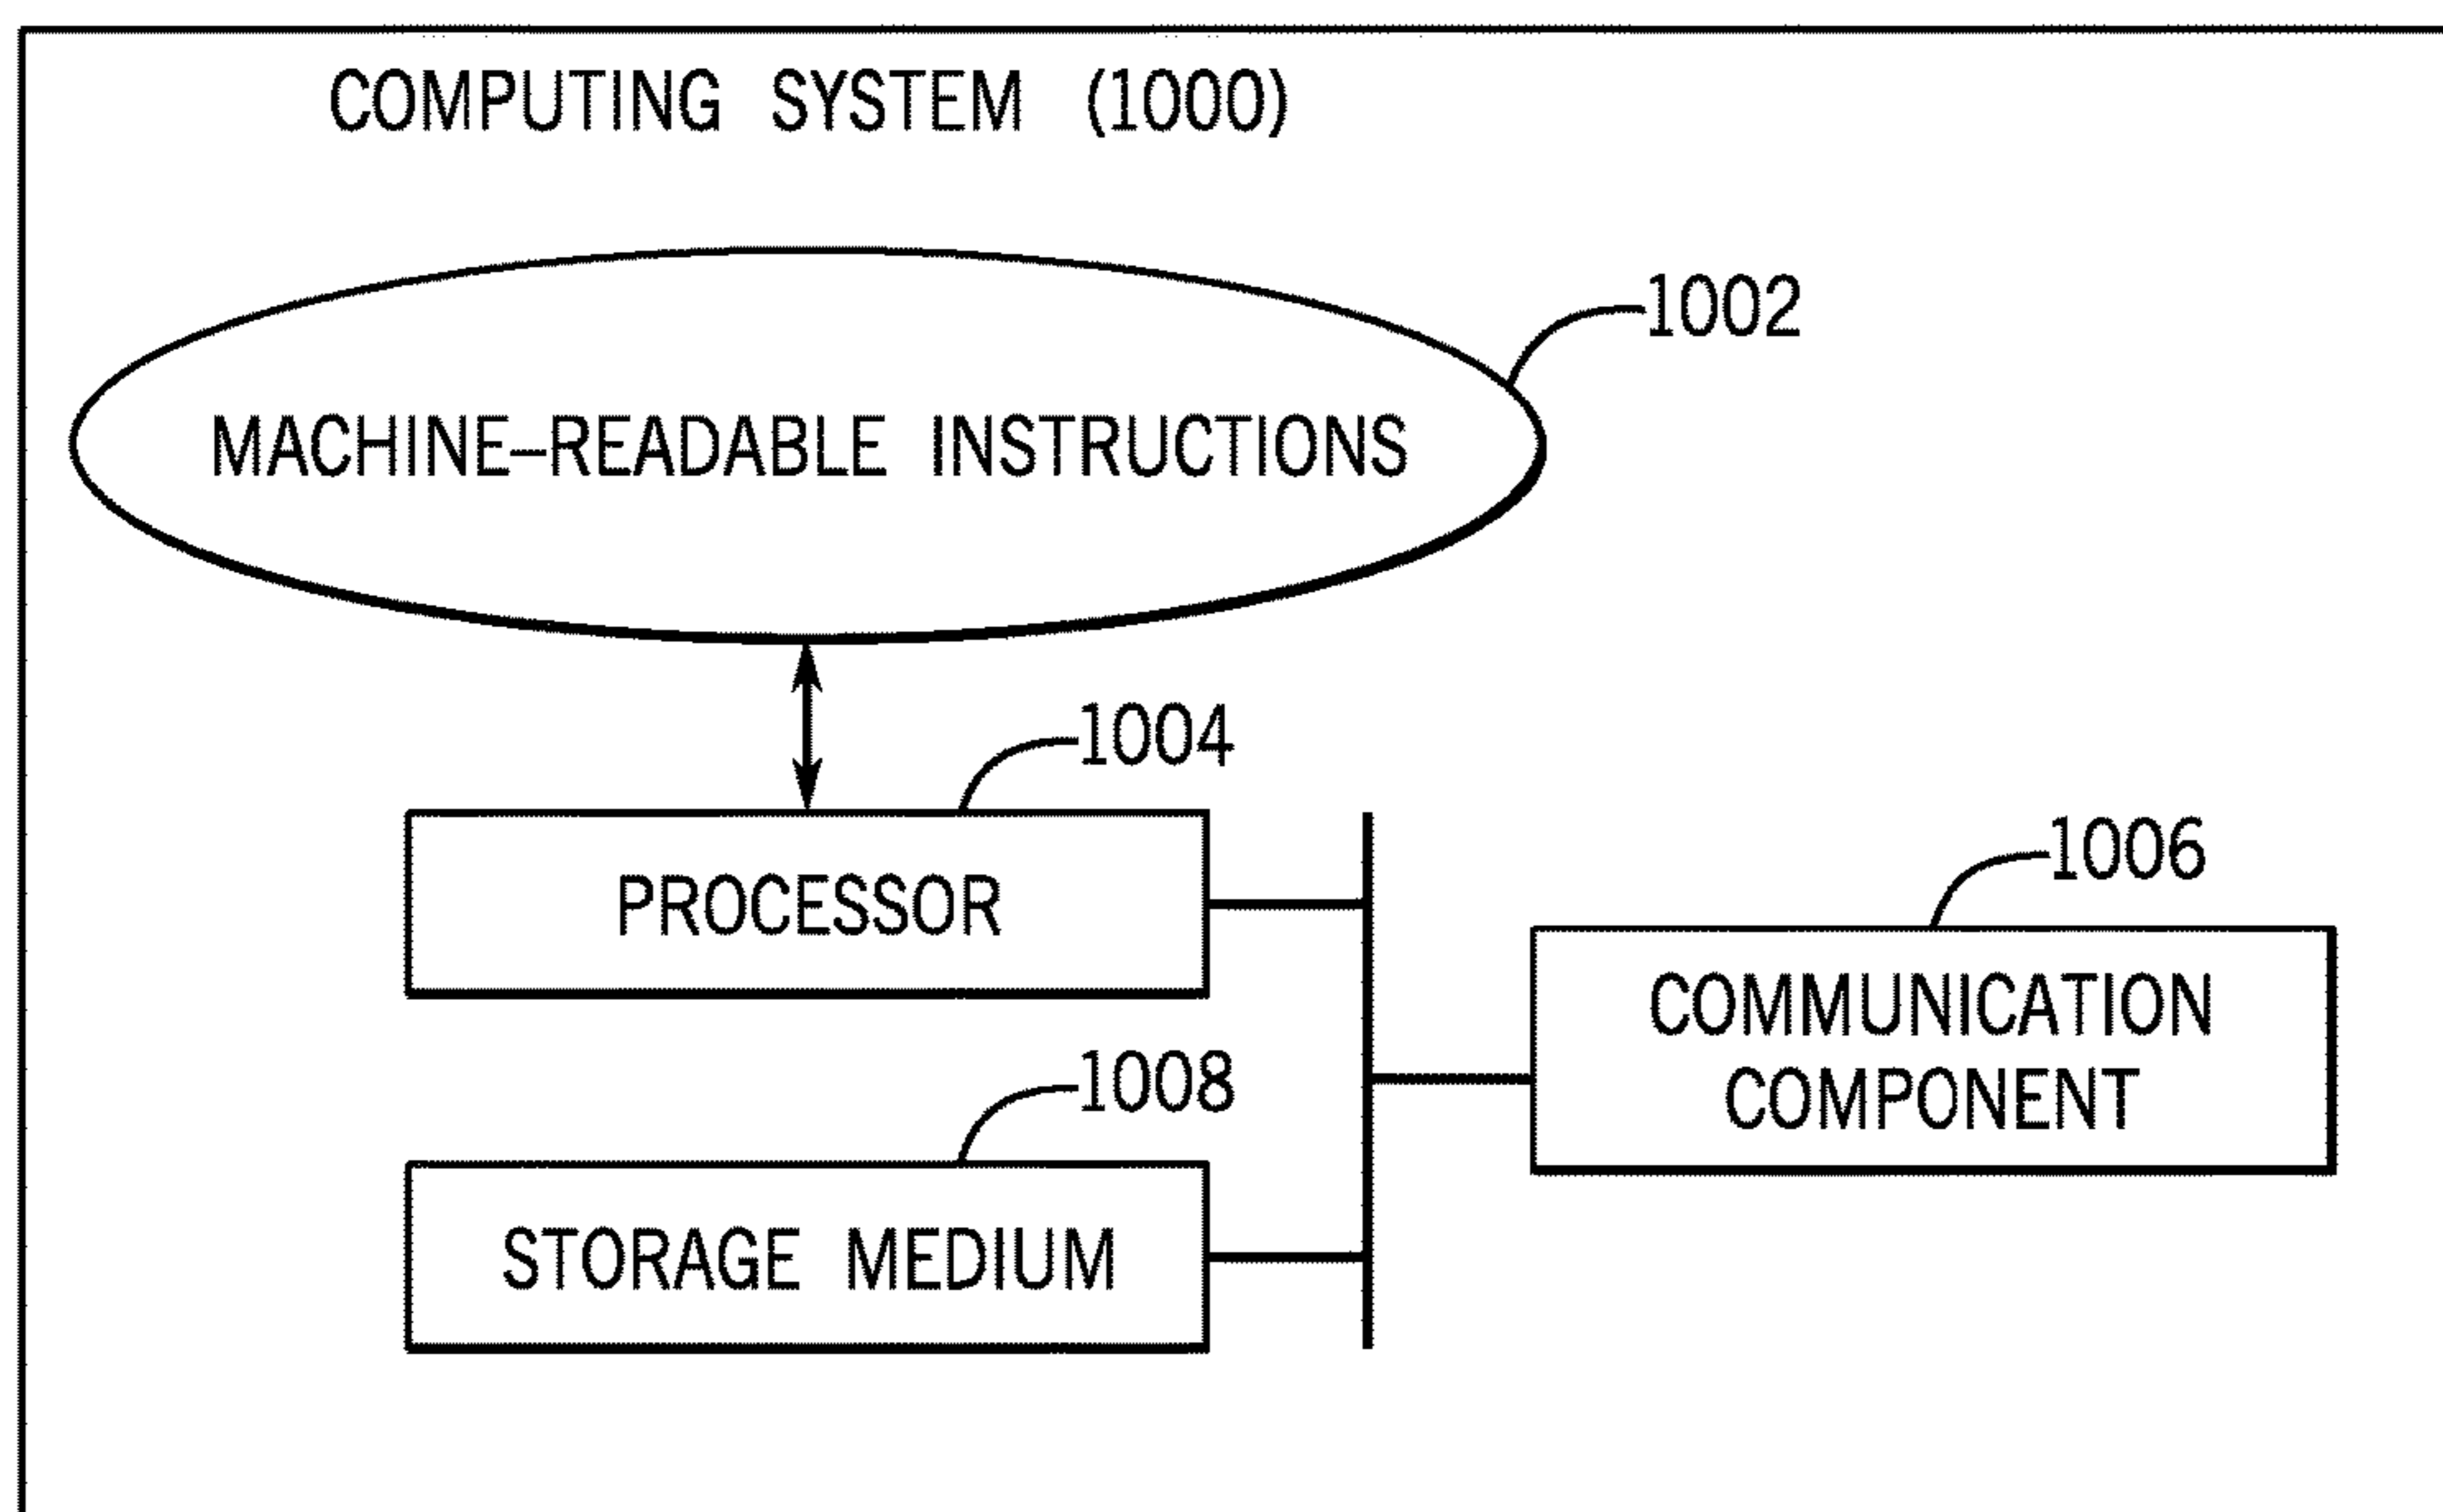 COMPUTING SYSTEM (1000)
1002
MACHINE-READABLE INSTRUCTIONS
1004
PROCESSOR
1006
COMMUNICATION
COMPONENT
1008
STORAGE MEDIUM